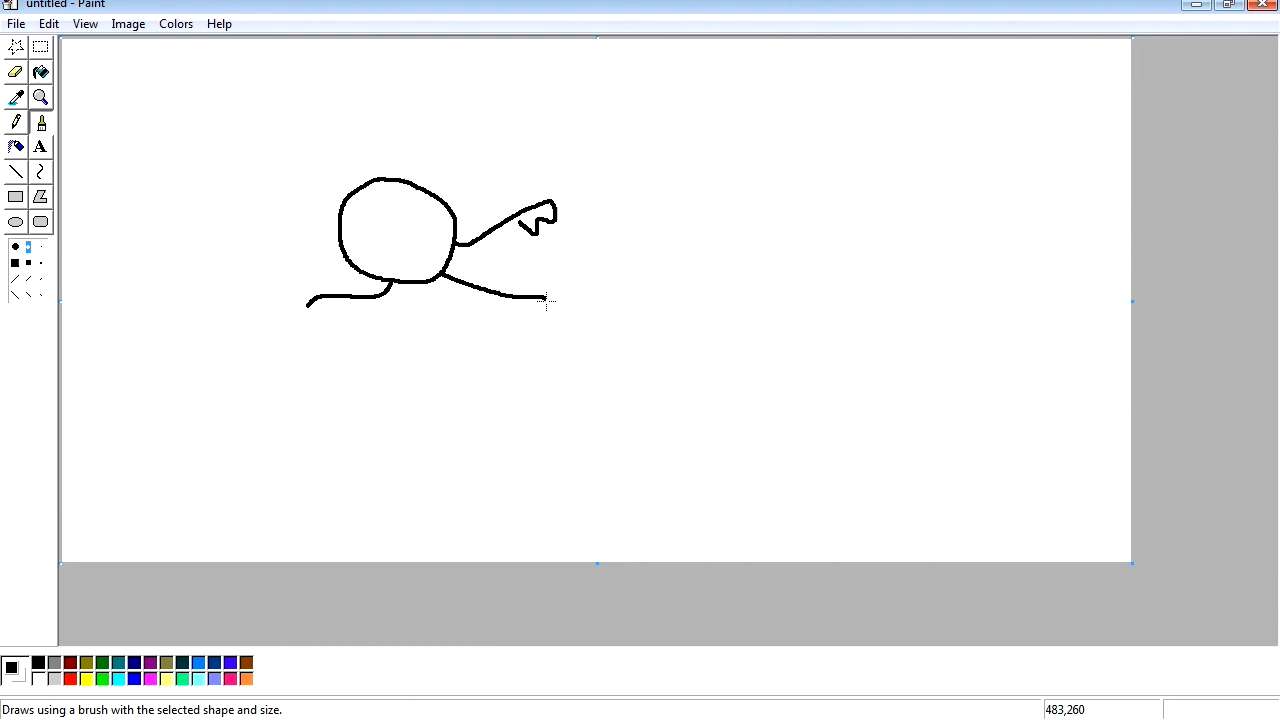 untitled - Paint
File Edit View Image Colors Help
A
Draws using a brush with the selected shape and size.
483,260